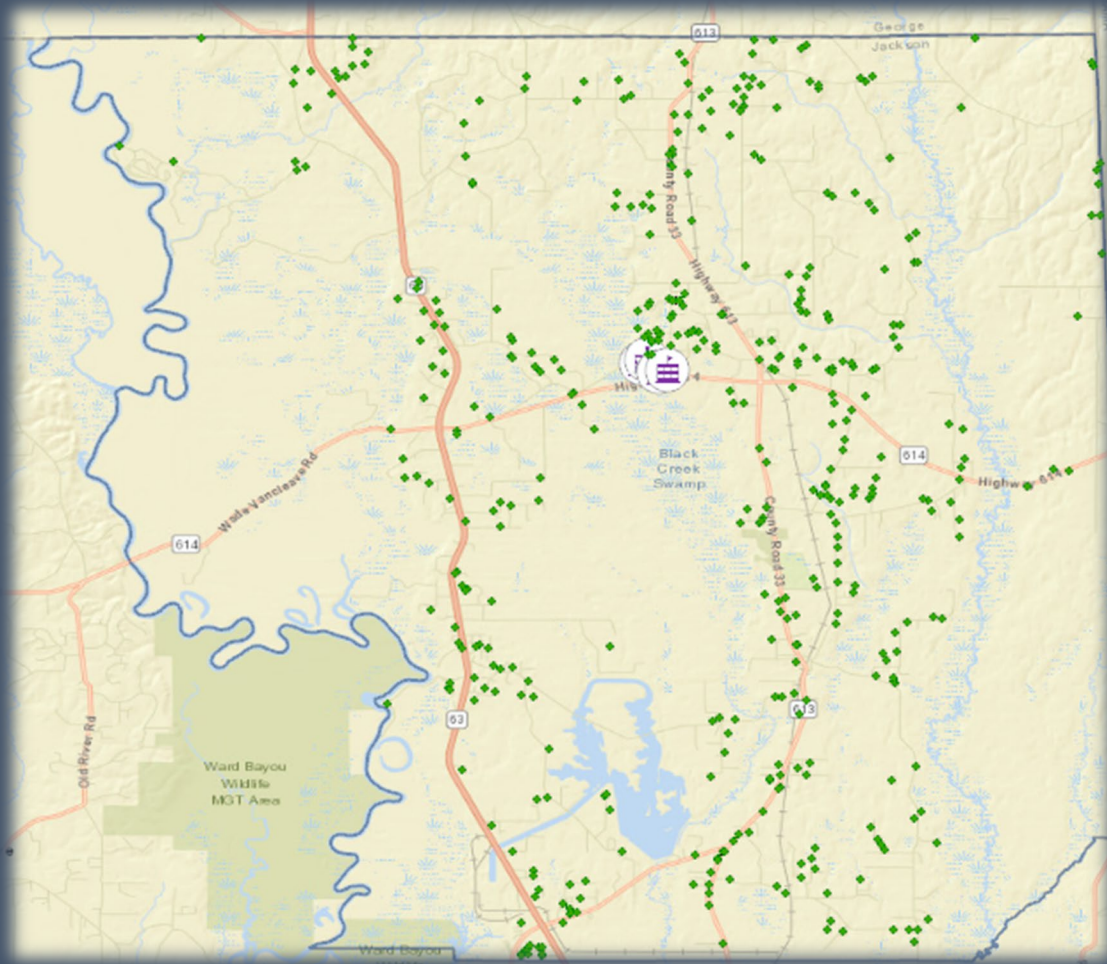 613
George
Jackson
County Road 33
Highway 613
Black
Creek
Swamp
614
Highway 614
Wade Vancleave Rd
614
County Road 33
613
63
Old River Rd
Ward Bayou
Wildlife
MGT Area
Ward Bayou